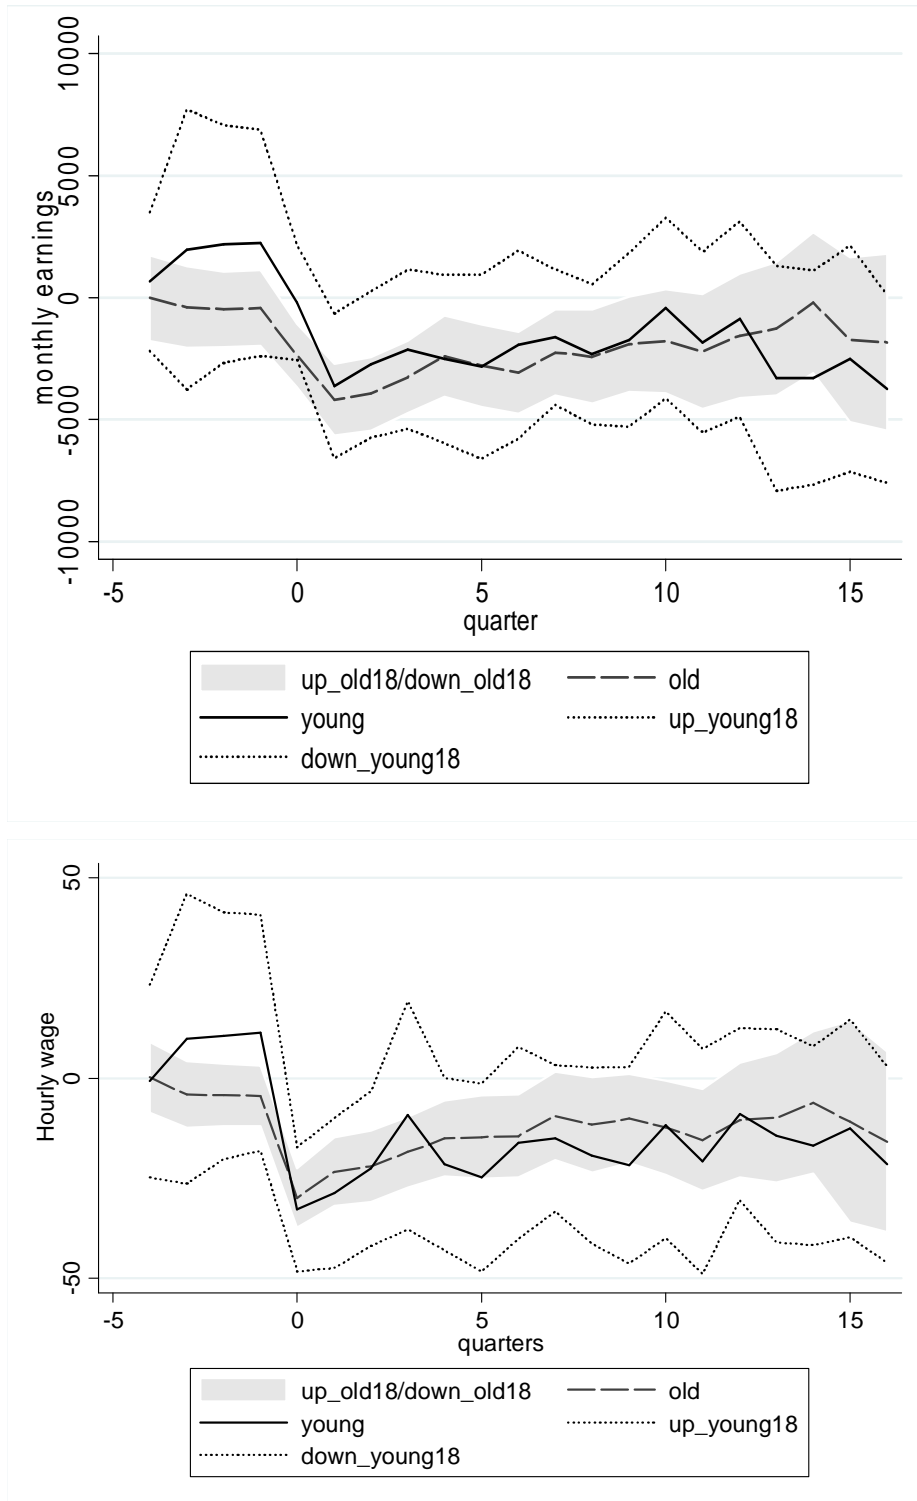 10000
5000
0
-5000
-10000
monthly earnings
-5 0 5 10 15
quarter
up_old18/down_old18 old
young up_young18
down_young18
50
0
-50
Hourly wage
-5 0 5 10 15
quarters
up_old18/down_old18 old
young up_young18
down_young18